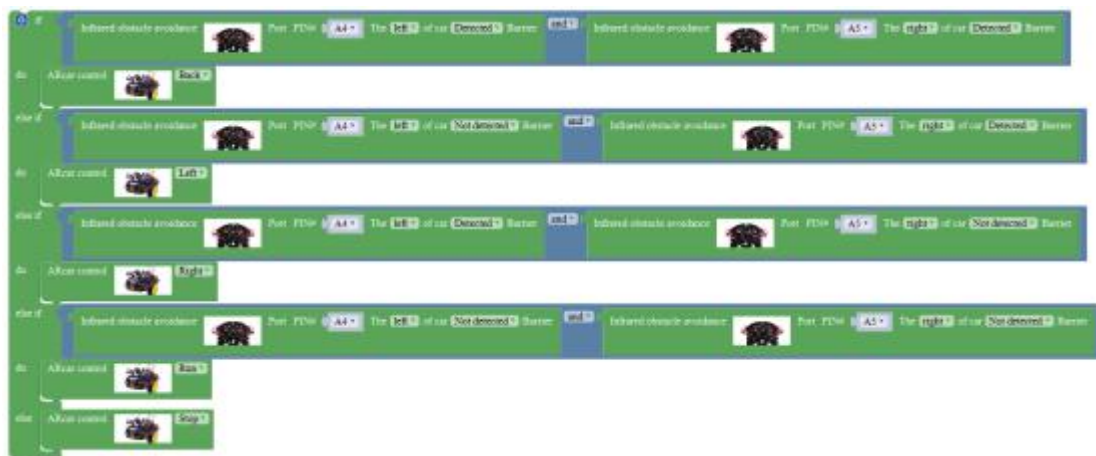 if Infrared obstacle avoidance Port PIN# A4 The left of car Detected Barrier and Infrared obstacle avoidance Port PIN# A5 The right of car Detected Barrier
do ARcar control Back
else if Infrared obstacle avoidance Port PIN# A4 The left of car Not detected Barrier and Infrared obstacle avoidance Port PIN# A5 The right of car Detected Barrier
do ARcar control Left
else if Infrared obstacle avoidance Port PIN# A4 The left of car Detected Barrier and Infrared obstacle avoidance Port PIN# A5 The right of car Not detected Barrier
do ARcar control Right
else if Infrared obstacle avoidance Port PIN# A4 The left of car Not detected Barrier and Infrared obstacle avoidance Port PIN# A5 The right of car Not detected Barrier
do ARcar control Run
else ARcar control Stop